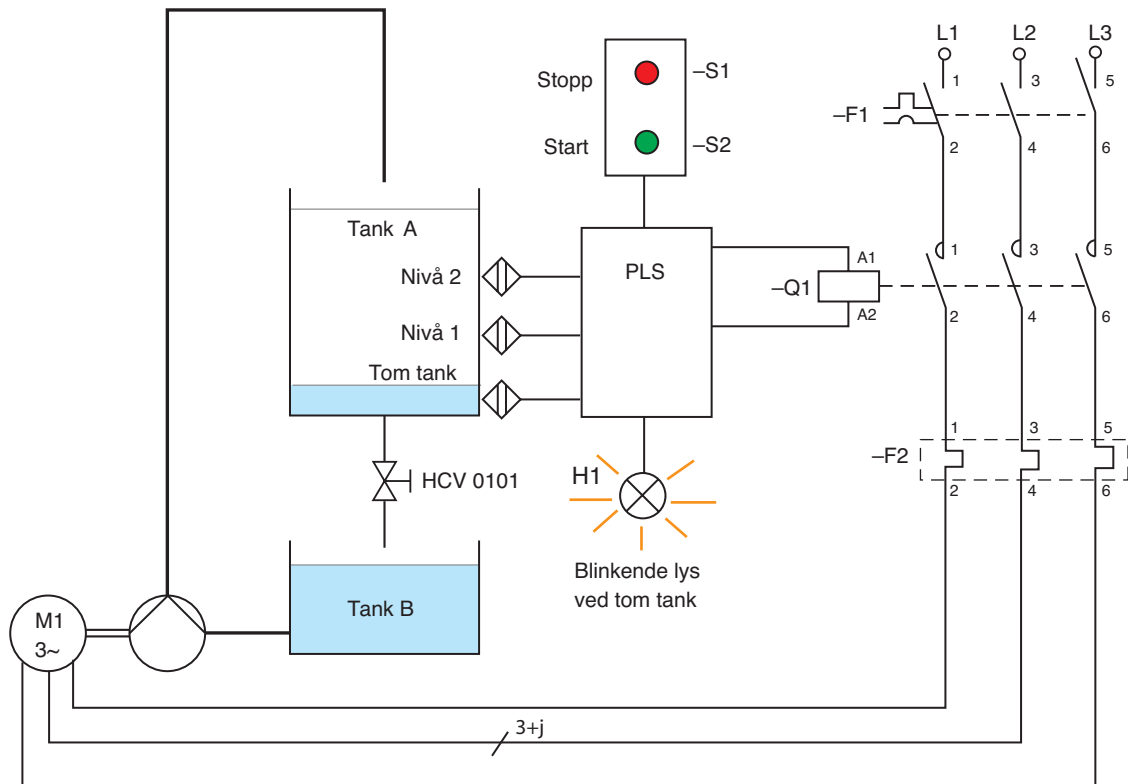 L1 L2 L3
1 3 5
–F1
2 4 6
Stopp –S1
Start –S2
Tank A
Nivå 2
Nivå 1
Tom tank
PLS
A1
–Q1
A2
1 3 5
2 4 6
HCV 0101
H1
1 3 5
–F2
2 4 6
Blinkende lys
ved tom tank
Tank B
M1
3~
3+j